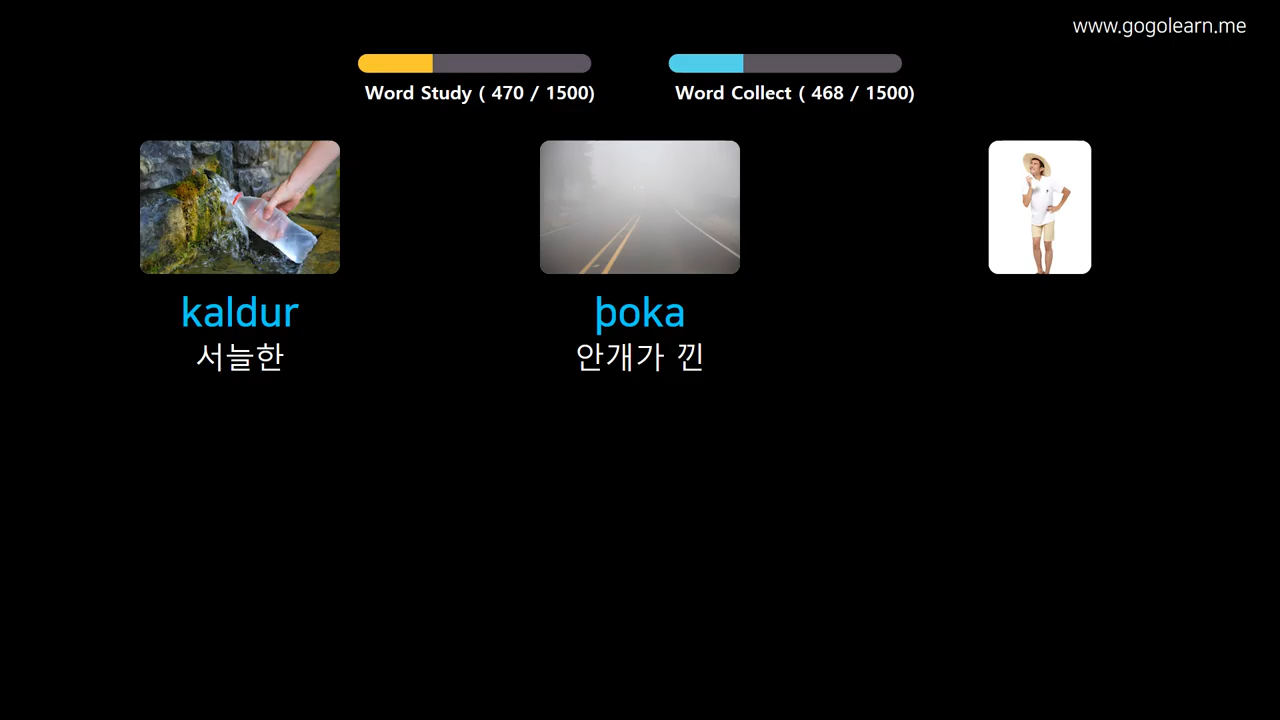 www.gogolearn.me
Word Study ( 470 / 1500)
Word Collect ( 468 / 1500)
kaldur
서늘한
þoka
안개가 낀